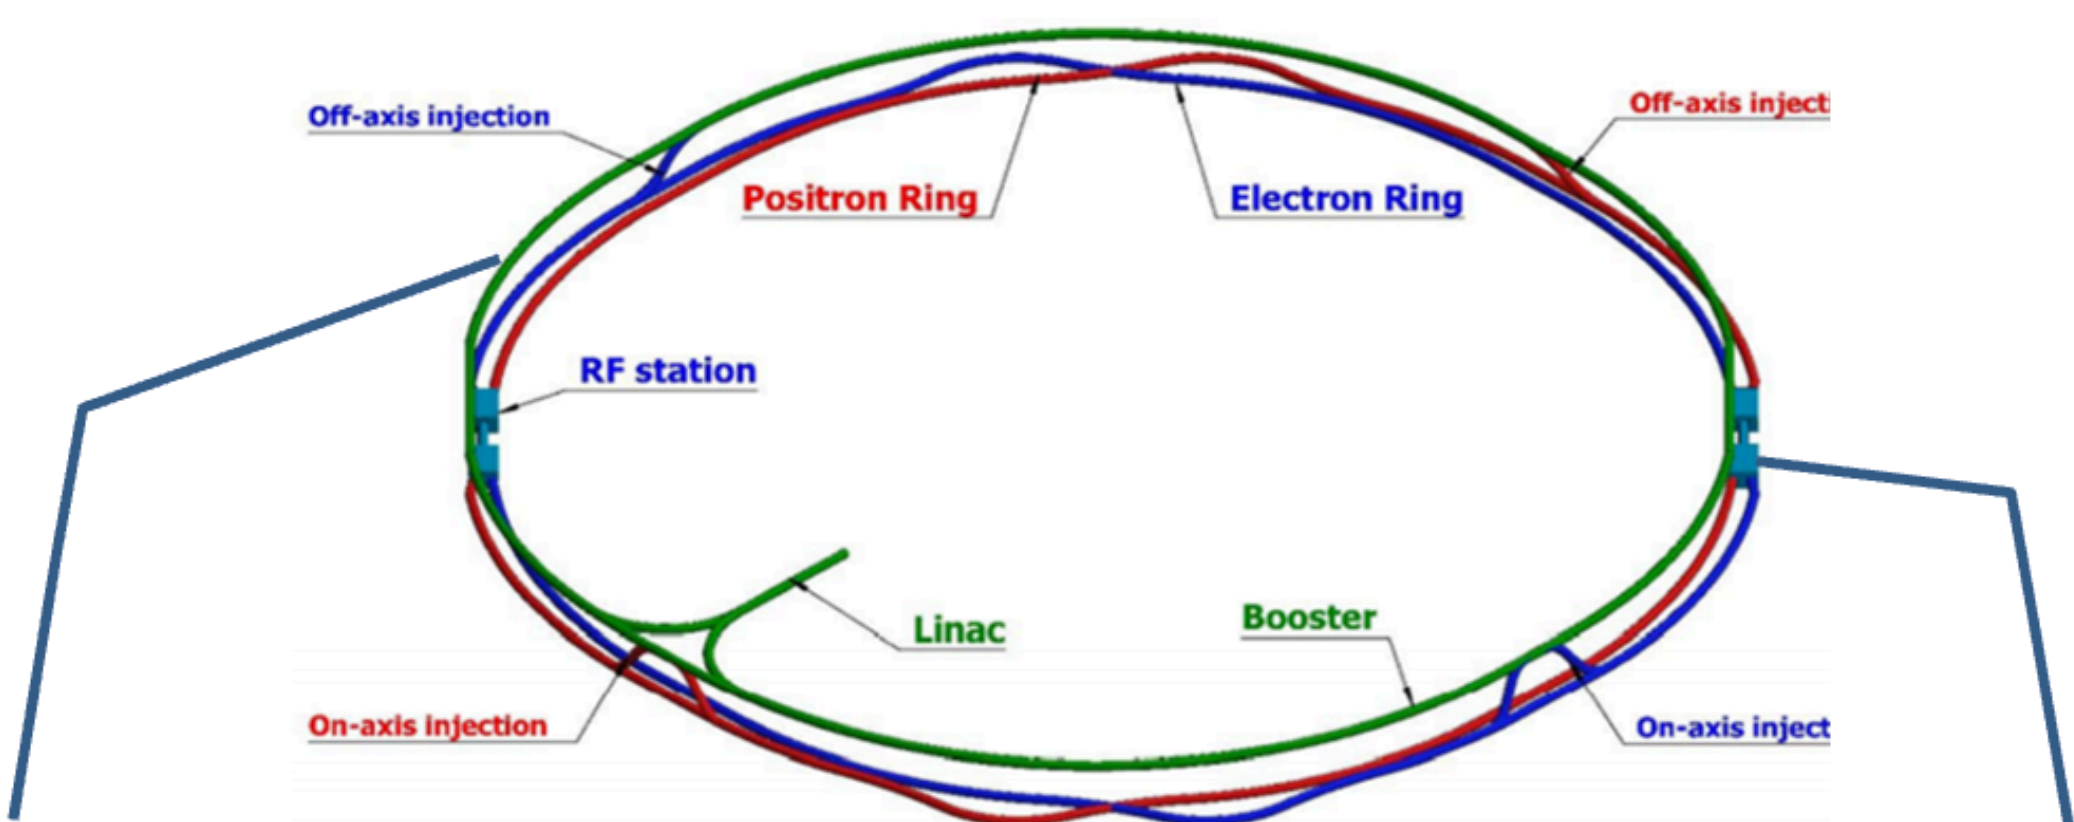 Off-axis injection
Off-axis inject
Positron Ring
Electron Ring
RF station
Linac
Booster
On-axis injection
On-axis inject